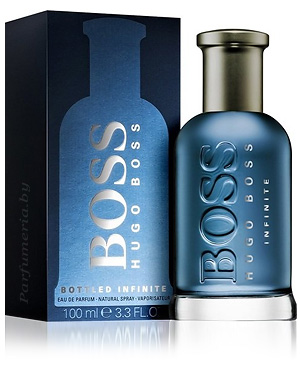 Parfumeria.by
BOSS
HUGO BOSS
BOTTLED INFINITE
EAU DE PARFUM - NATURAL SPRAY - VAPORISATEUR
100 ml e 3.3 FL.O
BOSS
HUGO BOSS
INFINITE